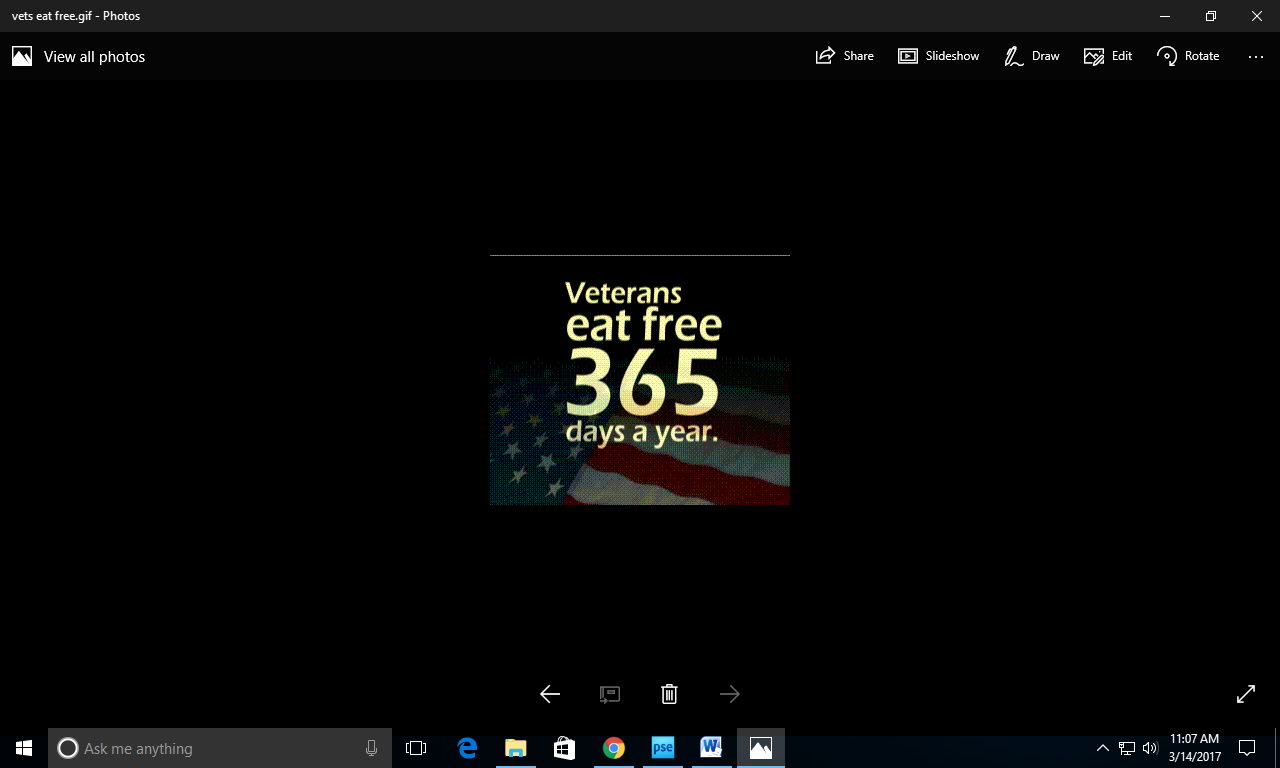 vets eat free.gif - Photos
View all photos
Share
Slideshow
Draw
Edit
Rotate
Veterans
eat free
365
days a year.
Ask me anything
pse
W
11:07 AM
3/14/2017